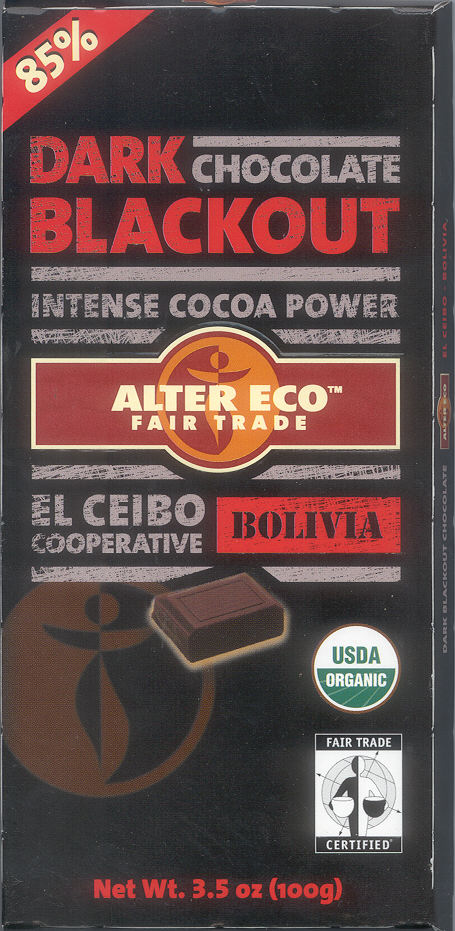 85%
DARK CHOCOLATE
BLACKOUT
INTENSE COCOA POWER
ALTER ECO™
FAIR TRADE
EL CEIBO
COOPERATIVE
BOLIVIA
USDA
ORGANIC
FAIR TRADE
CERTIFIED
Net Wt. 3.5 oz (100g)
DARK BLACKOUT CHOCOLATE
ALTER ECO
EL CEIBO - BOLIVIA